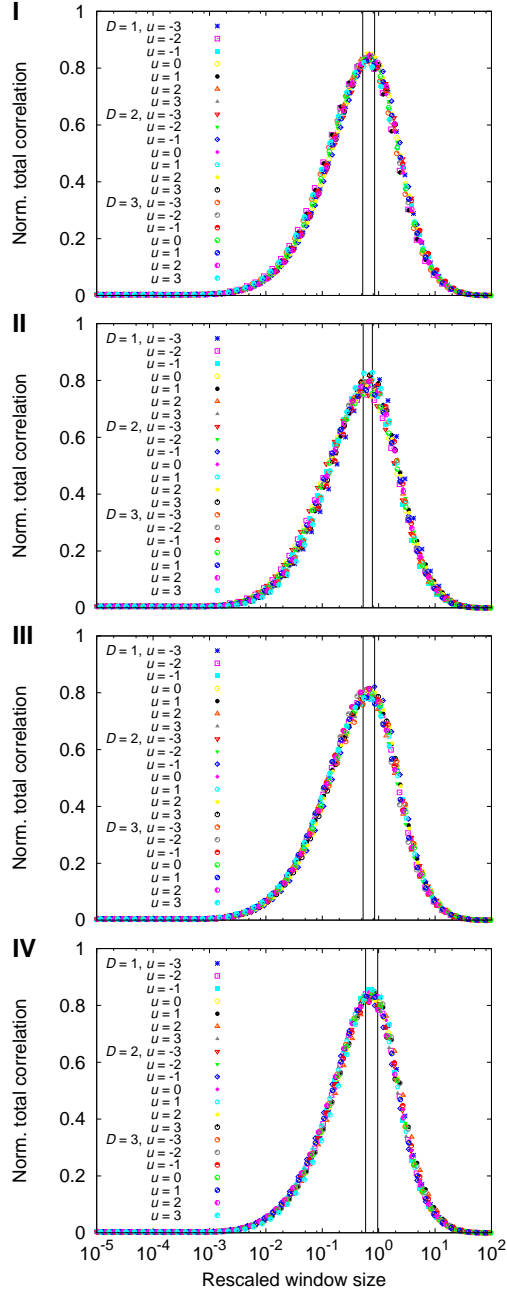 I
Norm. total correlation
1
0.8
0.6
0.4
0.2
0
D = 1, u = -3
u = -2
u = -1
u = 0
u = 1
u = 2
u = 3
D = 2, u = -3
u = -2
u = -1
u = 0
u = 1
u = 2
u = 3
D = 3, u = -3
u = -2
u = -1
u = 0
u = 1
u = 2
u = 3
II
Norm. total correlation
1
0.8
0.6
0.4
0.2
0
D = 1, u = -3
u = -2
u = -1
u = 0
u = 1
u = 2
u = 3
D = 2, u = -3
u = -2
u = -1
u = 0
u = 1
u = 2
u = 3
D = 3, u = -3
u = -2
u = -1
u = 0
u = 1
u = 2
u = 3
III
Norm. total correlation
1
0.8
0.6
0.4
0.2
0
D = 1, u = -3
u = -2
u = -1
u = 0
u = 1
u = 2
u = 3
D = 2, u = -3
u = -2
u = -1
u = 0
u = 1
u = 2
u = 3
D = 3, u = -3
u = -2
u = -1
u = 0
u = 1
u = 2
u = 3
IV
Norm. total correlation
1
0.8
0.6
0.4
0.2
0
D = 1, u = -3
u = -2
u = -1
u = 0
u = 1
u = 2
u = 3
D = 2, u = -3
u = -2
u = -1
u = 0
u = 1
u = 2
u = 3
D = 3, u = -3
u = -2
u = -1
u = 0
u = 1
u = 2
u = 3
10⁻⁵ 10⁻⁴ 10⁻³ 10⁻² 10⁻¹ 10⁰ 10¹ 10²
Rescaled window size